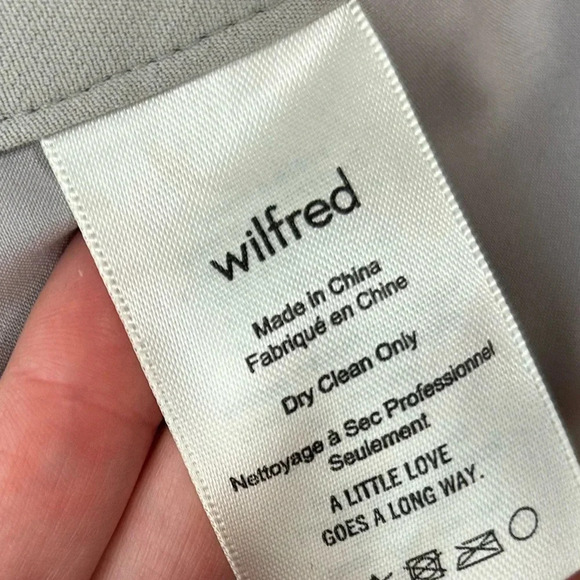 wilfred
Made in China
Fabriqué en Chine
Dry Clean Only
Nettoyage à Sec Professionnel
Seulement
A LITTLE LOVE
GOES A LONG WAY.